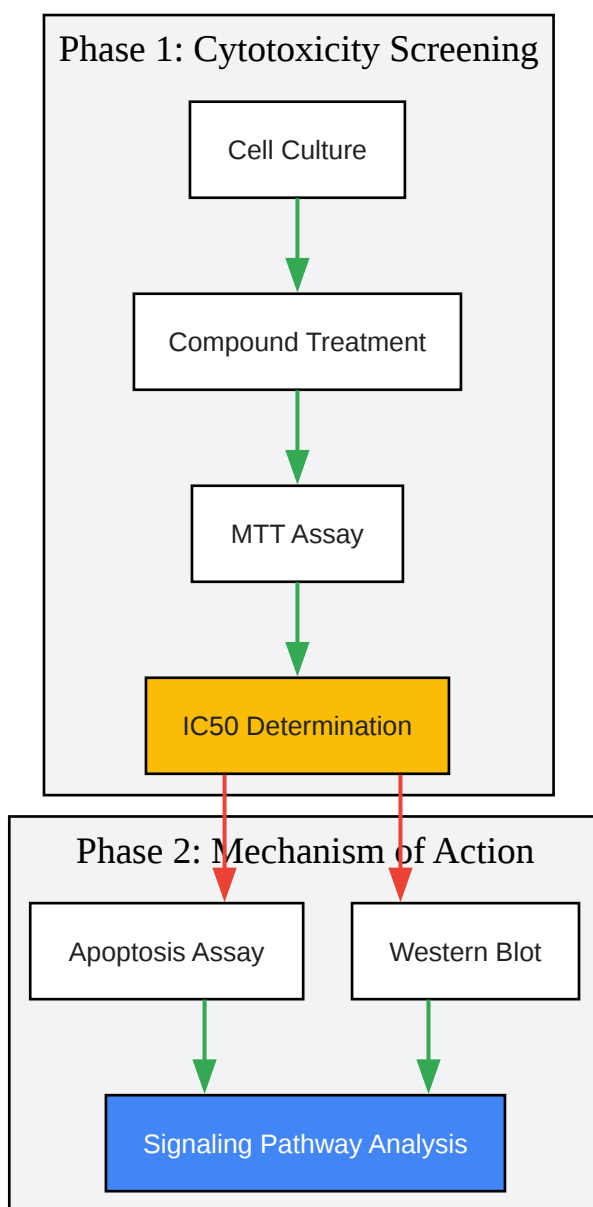 Phase 1: Cytotoxicity Screening
Cell Culture
Compound Treatment
MTT Assay
IC50 Determination
Phase 2: Mechanism of Action
Apoptosis Assay
Western Blot
Signaling Pathway Analysis